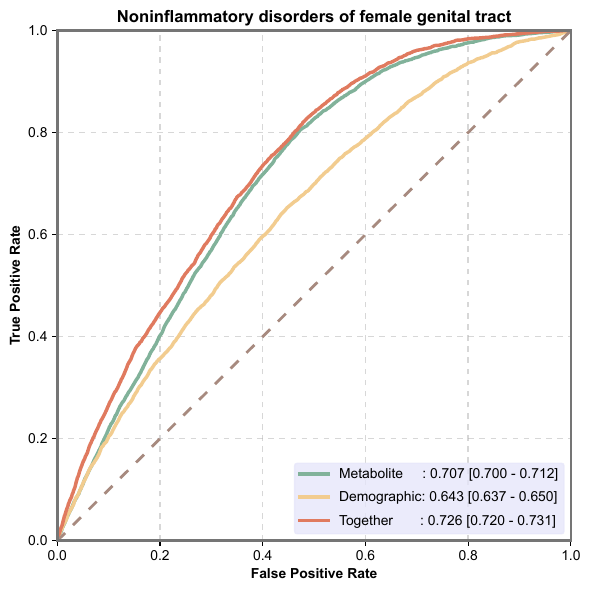 Noninflammatory disorders of female genital tract
1.0
0.8
0.6
0.4
0.2
0.0
True Positive Rate
Metabolite : 0.707 [0.700 - 0.712]
Demographic: 0.643 [0.637 - 0.650]
Together : 0.726 [0.720 - 0.731]
0.0 0.2 0.4 0.6 0.8 1.0
False Positive Rate